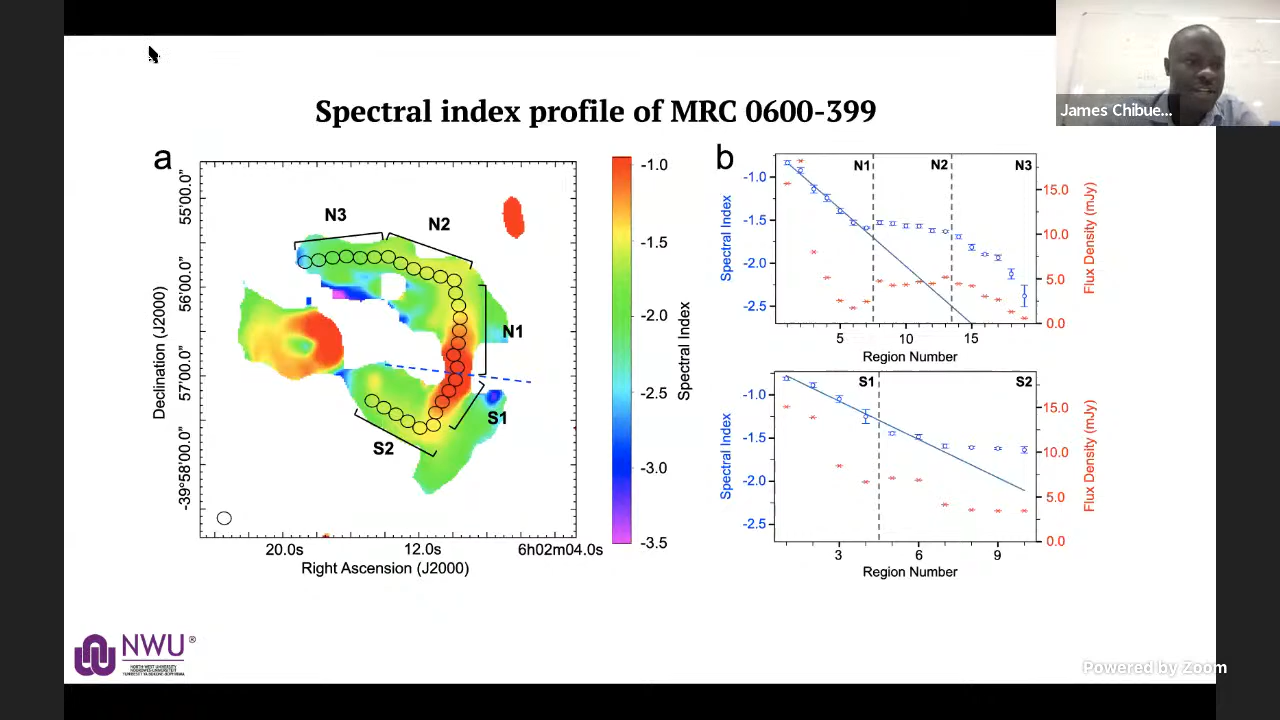 James Chibue...
Spectral index profile of MRC 0600-399
a
N3
N2
N1
S1
S2
55'00.0"
56'00.0"
57'00.0"
-39°58'00.0"
Declination (J2000)
20.0s
12.0s
6h02m04.0s
Right Ascension (J2000)
-1.0
-1.5
-2.0
-2.5
-3.0
-3.5
Spectral Index
b
N1
N2
N3
-1.0
-1.5
-2.0
-2.5
Spectral Index
15.0
10.0
5.0
0.0
Flux Density (mJy)
5
10
15
Region Number
S1
S2
-1.0
-1.5
-2.0
-2.5
Spectral Index
15.0
10.0
5.0
0.0
Flux Density (mJy)
3
6
9
Region Number
NWU®
NORTH-WEST UNIVERSITY
Powered by Zoom